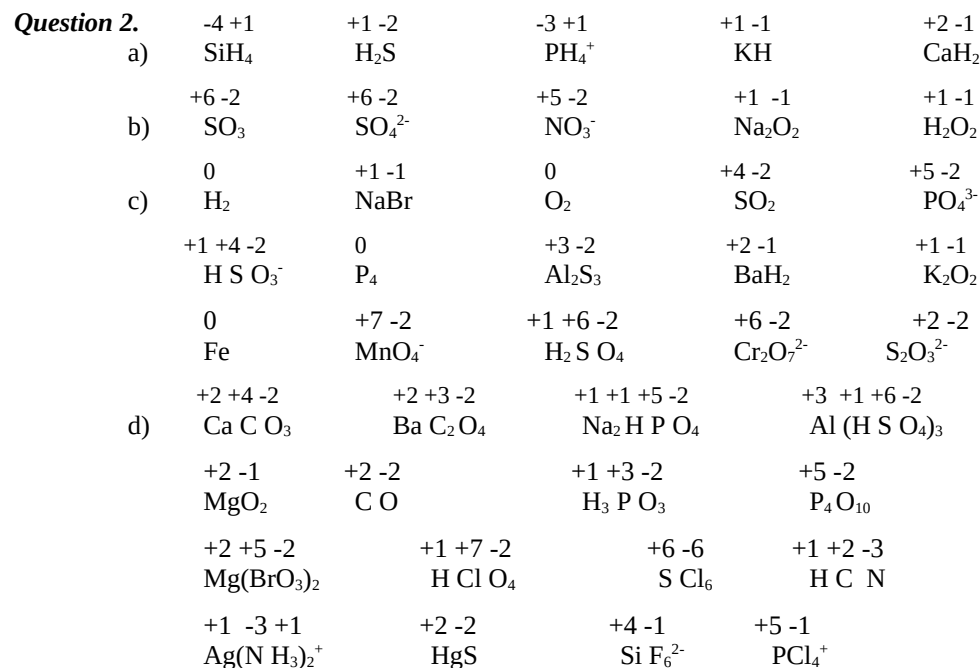 Question 2. -4 +1 +1 -2 -3 +1 +1 -1 +2 -1
a) SiH₄ H₂S PH₄⁺ KH CaH₂
+6 -2 +6 -2 +5 -2 +1 -1 +1 -1
b) SO₃ SO₄²⁻ NO₃⁻ Na₂O₂ H₂O₂
0 +1 -1 0 +4 -2 +5 -2
c) H₂ NaBr O₂ SO₂ PO₄³⁻
+1 +4 -2 0 +3 -2 +2 -1 +1 -1
H S O₃⁻ P₄ Al₂S₃ BaH₂ K₂O₂
0 +7 -2 +1 +6 -2 +6 -2 +2 -2
Fe MnO₄⁻ H₂ S O₄ Cr₂O₇²⁻ S₂O₃²⁻
+2 +4 -2 +2 +3 -2 +1 +1 +5 -2 +3 +1 +6 -2
d) Ca C O₃ Ba C₂ O₄ Na₂ H P O₄ Al (H S O₄)₃
+2 -1 +2 -2 +1 +3 -2 +5 -2
MgO₂ C O H₃ P O₃ P₄ O₁₀
+2 +5 -2 +1 +7 -2 +6 -6 +1 +2 -3
Mg(BrO₃)₂ H Cl O₄ S Cl₆ H C N
+1 -3 +1 +2 -2 +4 -1 +5 -1
Ag(N H₃)₂⁺ HgS Si F₆²⁻ PCl₄⁺